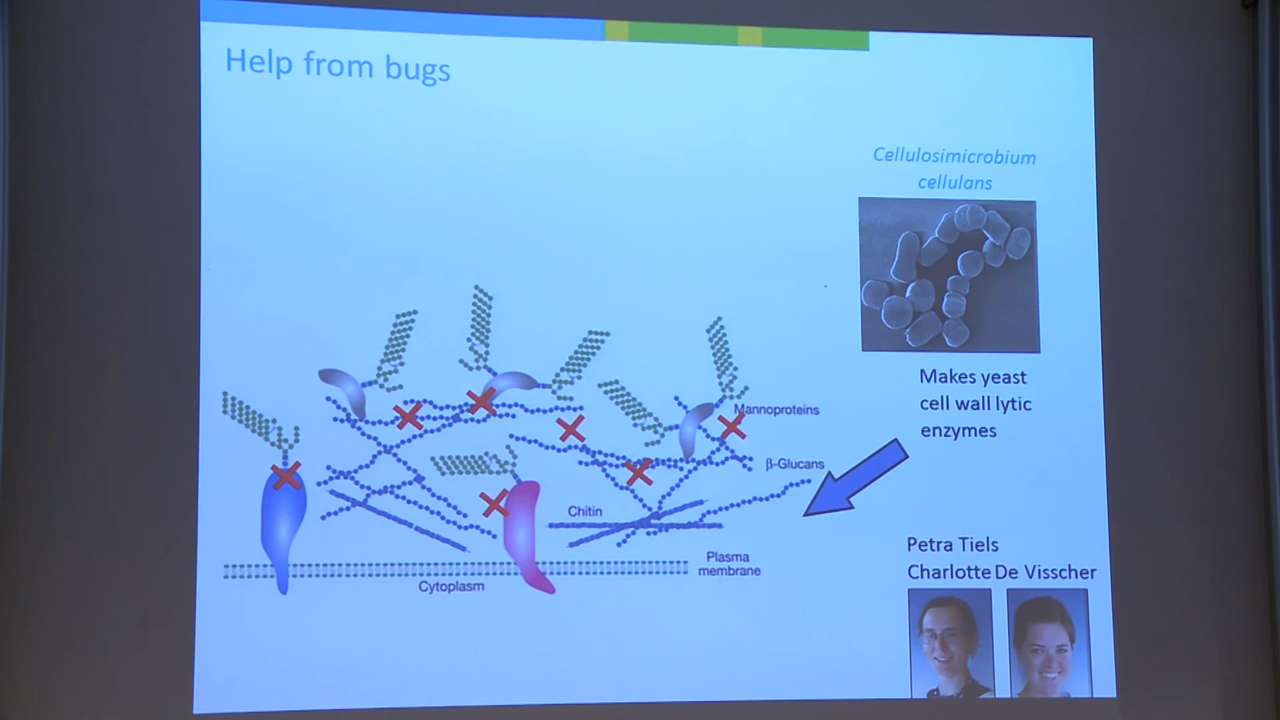 Help from bugs
Cellulosimicrobium
cellulans
Makes yeast
cell wall lytic
enzymes
Mannoproteins
β-Glucans
Chitin
Plasma
membrane
Cytoplasm
Petra Tiels
Charlotte De Visscher